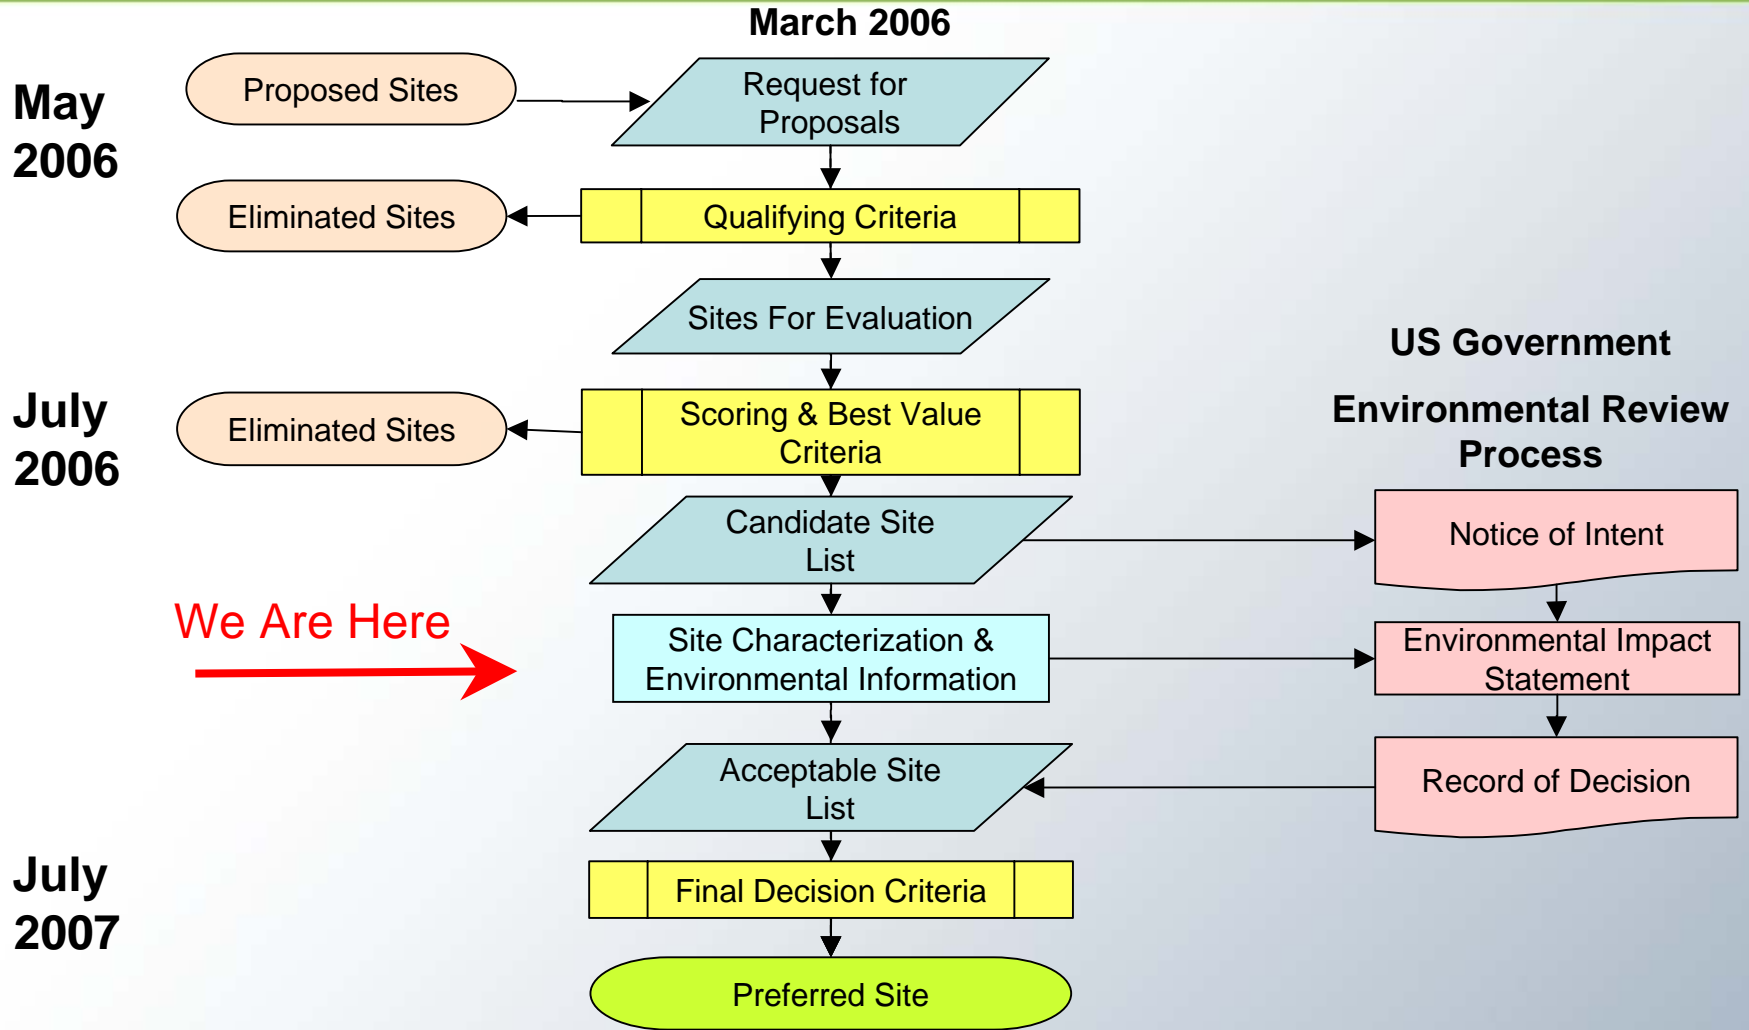 March 2006
May
2006
Proposed Sites
Request for
Proposals
Eliminated Sites
Qualifying Criteria
Sites For Evaluation
US Government
Environmental Review
Process
July
2006
Eliminated Sites
Scoring & Best Value
Criteria
Candidate Site
List
Notice of Intent
We Are Here
Site Characterization &
Environmental Information
Environmental Impact
Statement
Acceptable Site
List
Record of Decision
July
2007
Final Decision Criteria
Preferred Site